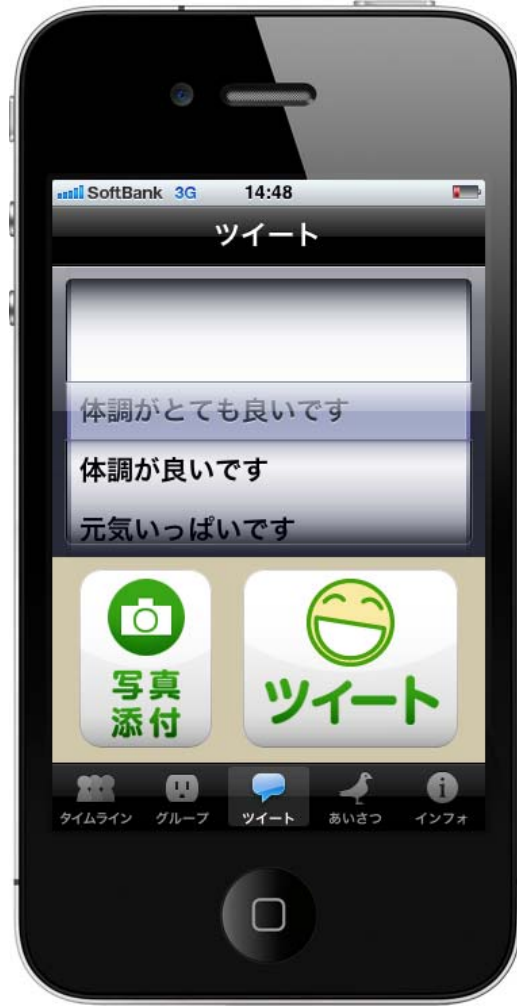 SoftBank 3G 14:48
ツイート
体調がとても良いです
体調が良いです
元気いっぱいです
写真
添付
ツイート
タイムライン グループ ツイート あいさつ インフォ